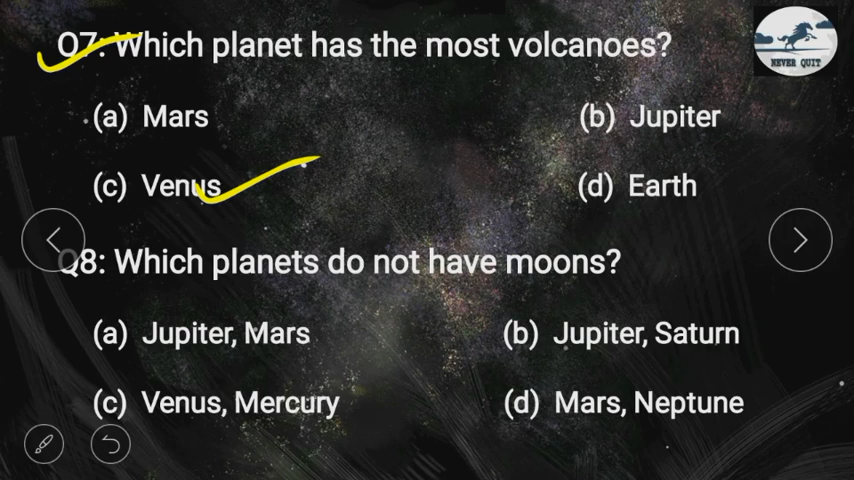 Q7: Which planet has the most volcanoes?
NEVER QUIT
(a) Mars
(b) Jupiter
(c) Venus
(d) Earth
Q8: Which planets do not have moons?
(a) Jupiter, Mars
(b) Jupiter, Saturn
(c) Venus, Mercury
(d) Mars, Neptune